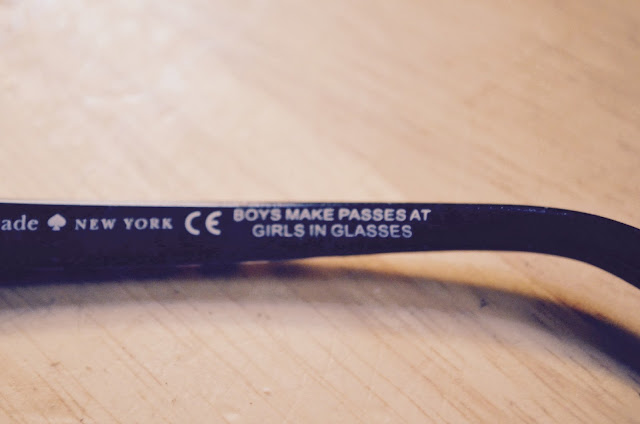 ade NEW YORK CE BOYS MAKE PASSES AT
GIRLS IN GLASSES